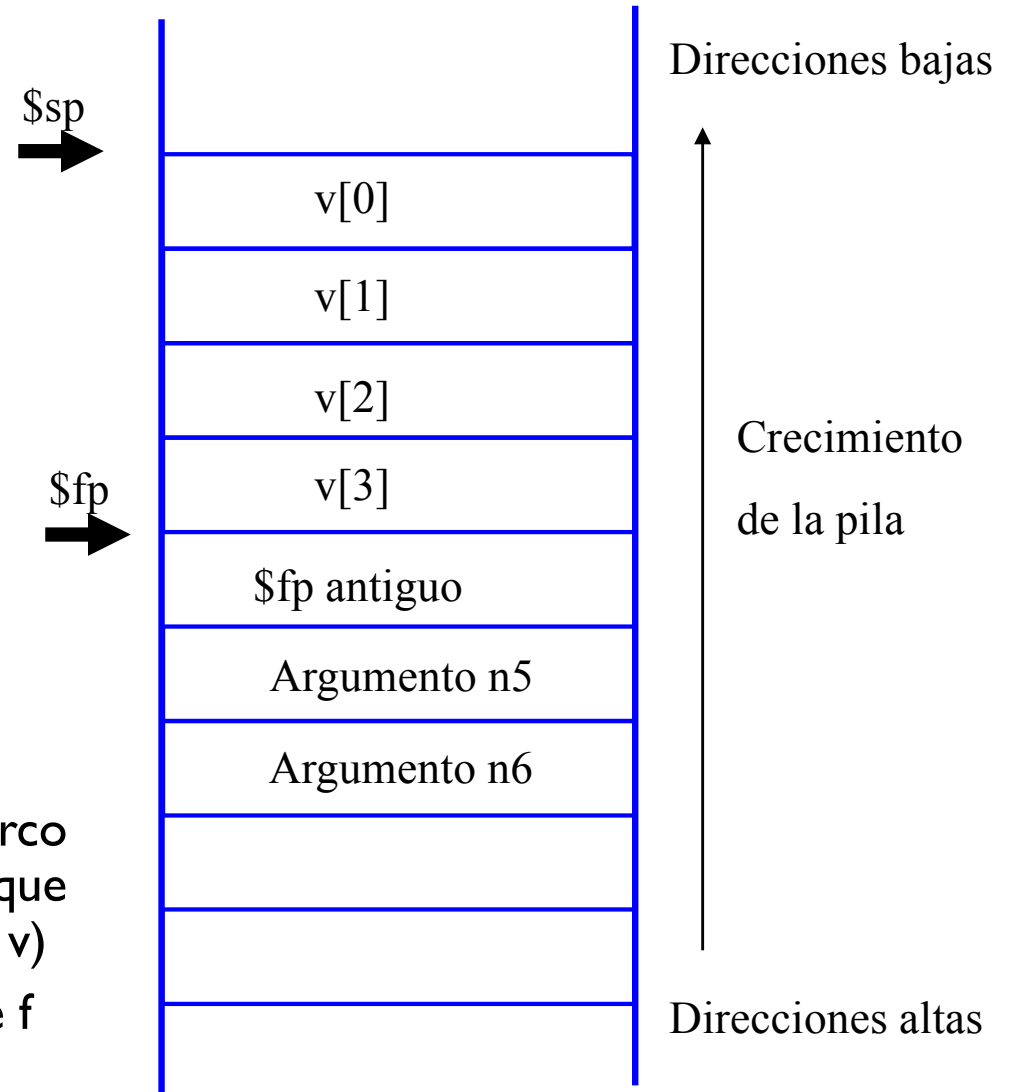 Direcciones bajas
$sp
v[0]
v[1]
v[2]
Crecimiento
$fp
v[3]
de la pila
$fp antiguo
Argumento n5
Argumento n6
que
v)
e f
Direcciones altas